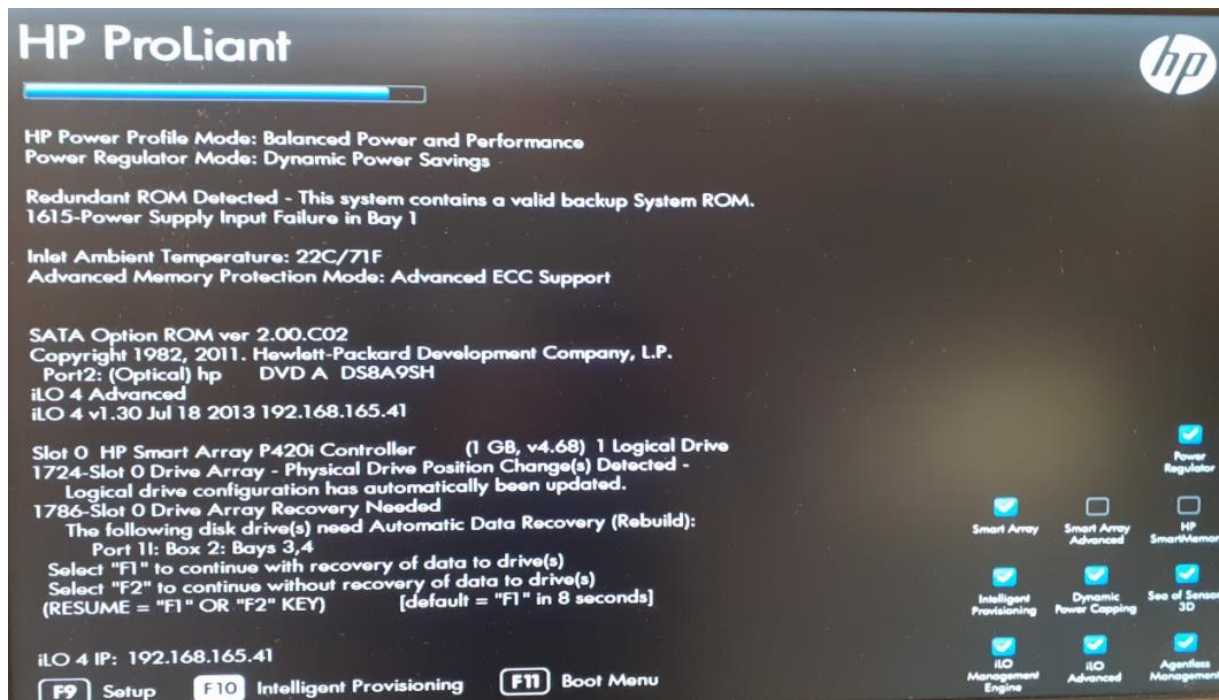 HP ProLiant
hp
HP Power Profile Mode: Balanced Power and Performance
Power Regulator Mode: Dynamic Power Savings
Redundant ROM Detected - This system contains a valid backup System ROM.
1615-Power Supply Input Failure in Bay 1
Inlet Ambient Temperature: 22C/71F
Advanced Memory Protection Mode: Advanced ECC Support
SATA Option ROM ver 2.00.C02
Copyright 1982, 2011. Hewlett-Packard Development Company, L.P.
Port2: (Optical) hp DVD A DS8A9SH
iLO 4 Advanced
iLO 4 v1.30 Jul 18 2013 192.168.165.41
Slot 0 HP Smart Array P420i Controller (1 GB, v4.68) 1 Logical Drive
1724-Slot 0 Drive Array - Physical Drive Position Change(s) Detected -
Logical drive configuration has automatically been updated.
1786-Slot 0 Drive Array Recovery Needed
The following disk drive(s) need Automatic Data Recovery (Rebuild):
Port 1I: Box 2: Bays 3,4
Select "F1" to continue with recovery of data to drive(s)
Select "F2" to continue without recovery of data to drive(s)
(RESUME = "F1" OR "F2" KEY) [default = "F1" in 8 seconds]
iLO 4 IP: 192.168.165.41
F9 Setup F10 Intelligent Provisioning F11 Boot Menu
Power
Regulator
Smart Array
Smart Array
Advanced
HP
SmartMemor
Intelligent
Provisioning
Dynamic
Power Capping
Sea of Sensor
3D
iLO
Management
Engine
iLO
Advanced
Agentless
Management